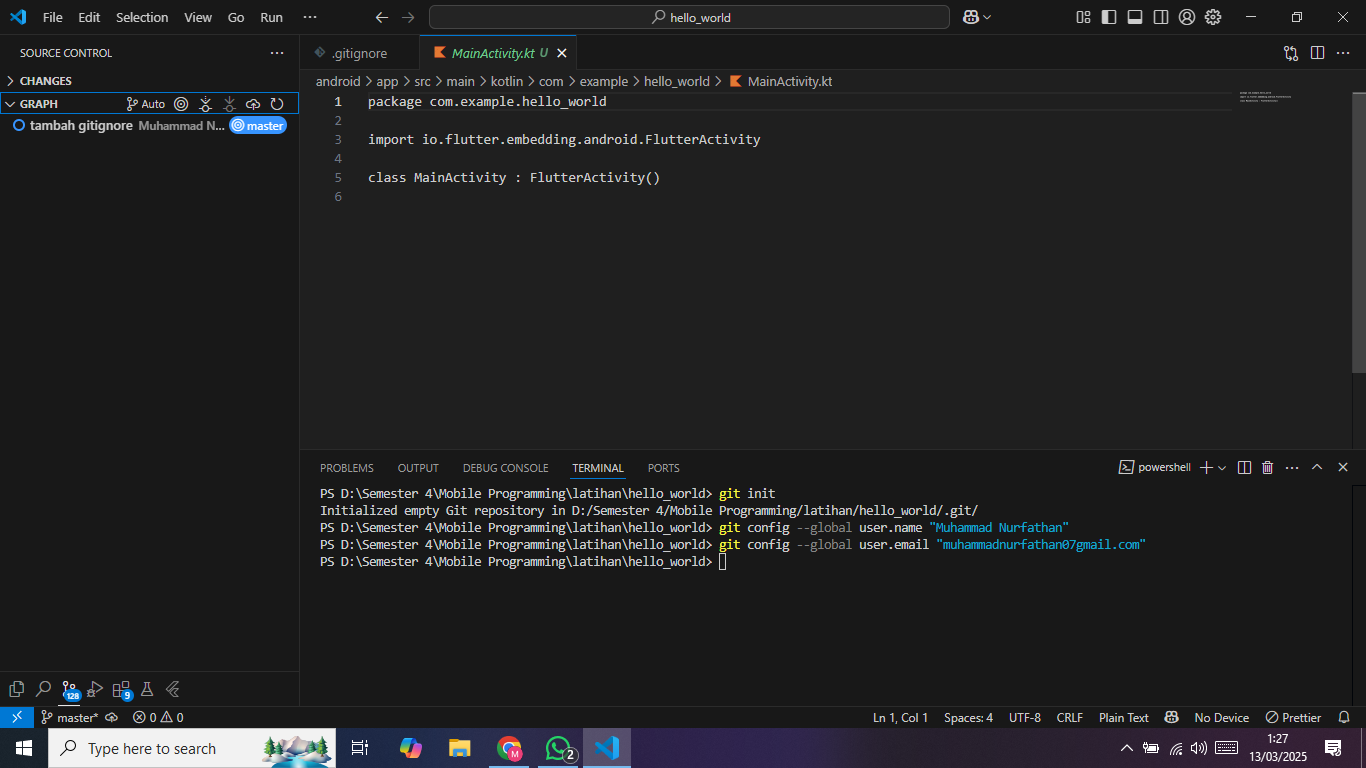 File Edit Selection View Go Run ··· hello_world
SOURCE CONTROL ···
CHANGES
GRAPH Auto
tambah gitignore Muhammad N... master
.gitignore MainActivity.kt U
android > app > src > main > kotlin > com > example > hello_world > MainActivity.kt
1 package com.example.hello_world
2
3 import io.flutter.embedding.android.FlutterActivity
4
5 class MainActivity : FlutterActivity()
6
PROBLEMS OUTPUT DEBUG CONSOLE TERMINAL PORTS powershell
PS D:\Semester 4\Mobile Programming\latihan\hello_world> git init
Initialized empty Git repository in D:/Semester 4/Mobile Programming/latihan/hello_world/.git/
PS D:\Semester 4\Mobile Programming\latihan\hello_world> git config --global user.name "Muhammad Nurfathan"
PS D:\Semester 4\Mobile Programming\latihan\hello_world> git config --global user.email "muhammadnurfathan07gmail.com"
PS D:\Semester 4\Mobile Programming\latihan\hello_world>
128 9
master* 0 0 Ln 1, Col 1 Spaces: 4 UTF-8 CRLF Plain Text No Device Prettier
Type here to search M 2 1:27
13/03/2025